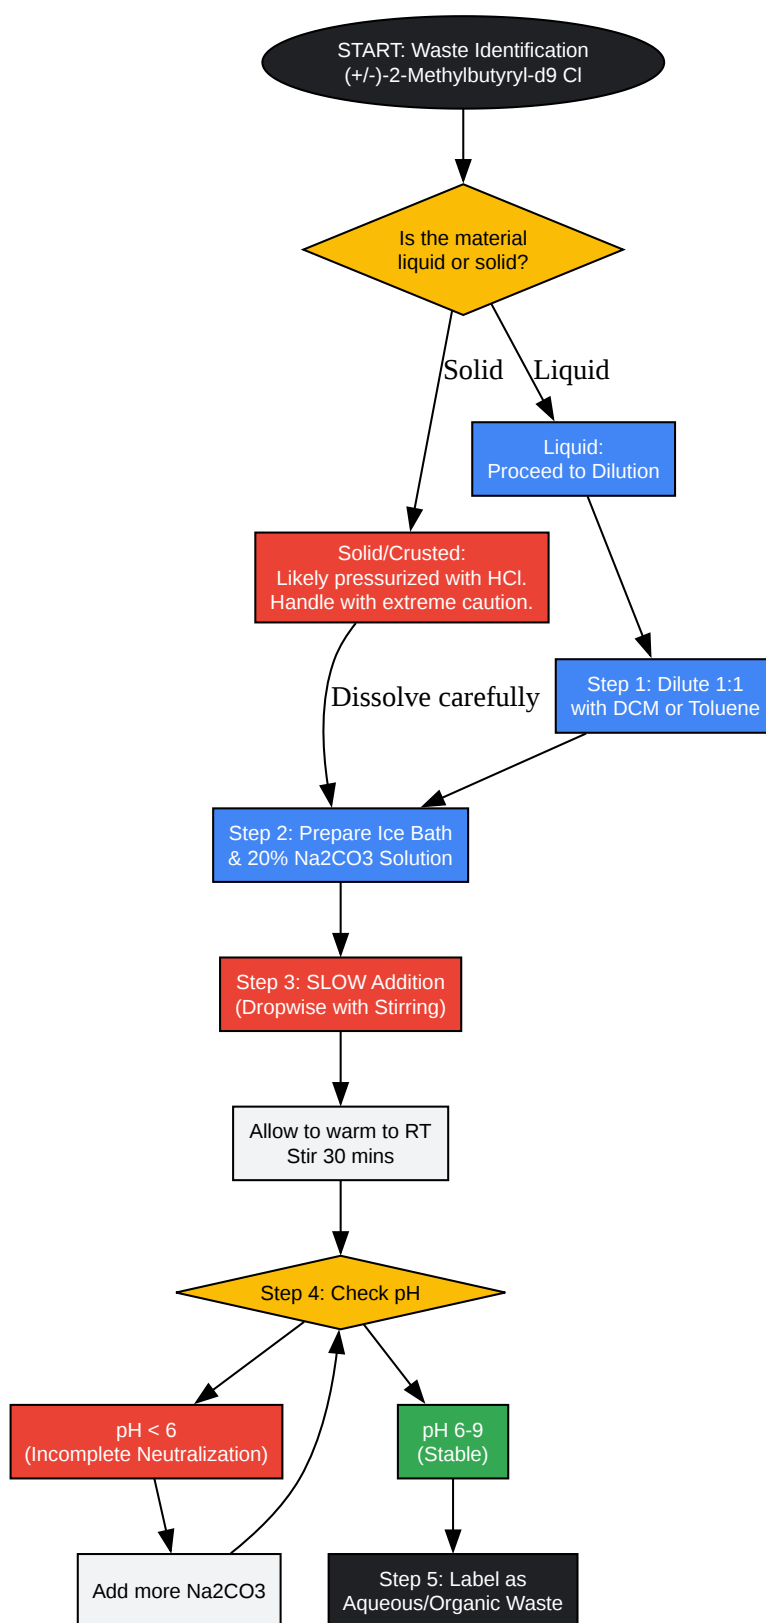 START: Waste Identification
(+/-)-2-Methylbutyryl-d9 Cl
Is the material
liquid or solid?
Solid
Liquid
Liquid:
Proceed to Dilution
Solid/Crusted:
Likely pressurized with HCl.
Handle with extreme caution.
Step 1: Dilute 1:1
with DCM or Toluene
Dissolve carefully
Step 2: Prepare Ice Bath
& 20% Na2CO3 Solution
Step 3: SLOW Addition
(Dropwise with Stirring)
Allow to warm to RT
Stir 30 mins
Step 4: Check pH
pH < 6
(Incomplete Neutralization)
pH 6-9
(Stable)
Add more Na2CO3
Step 5: Label as
Aqueous/Organic Waste